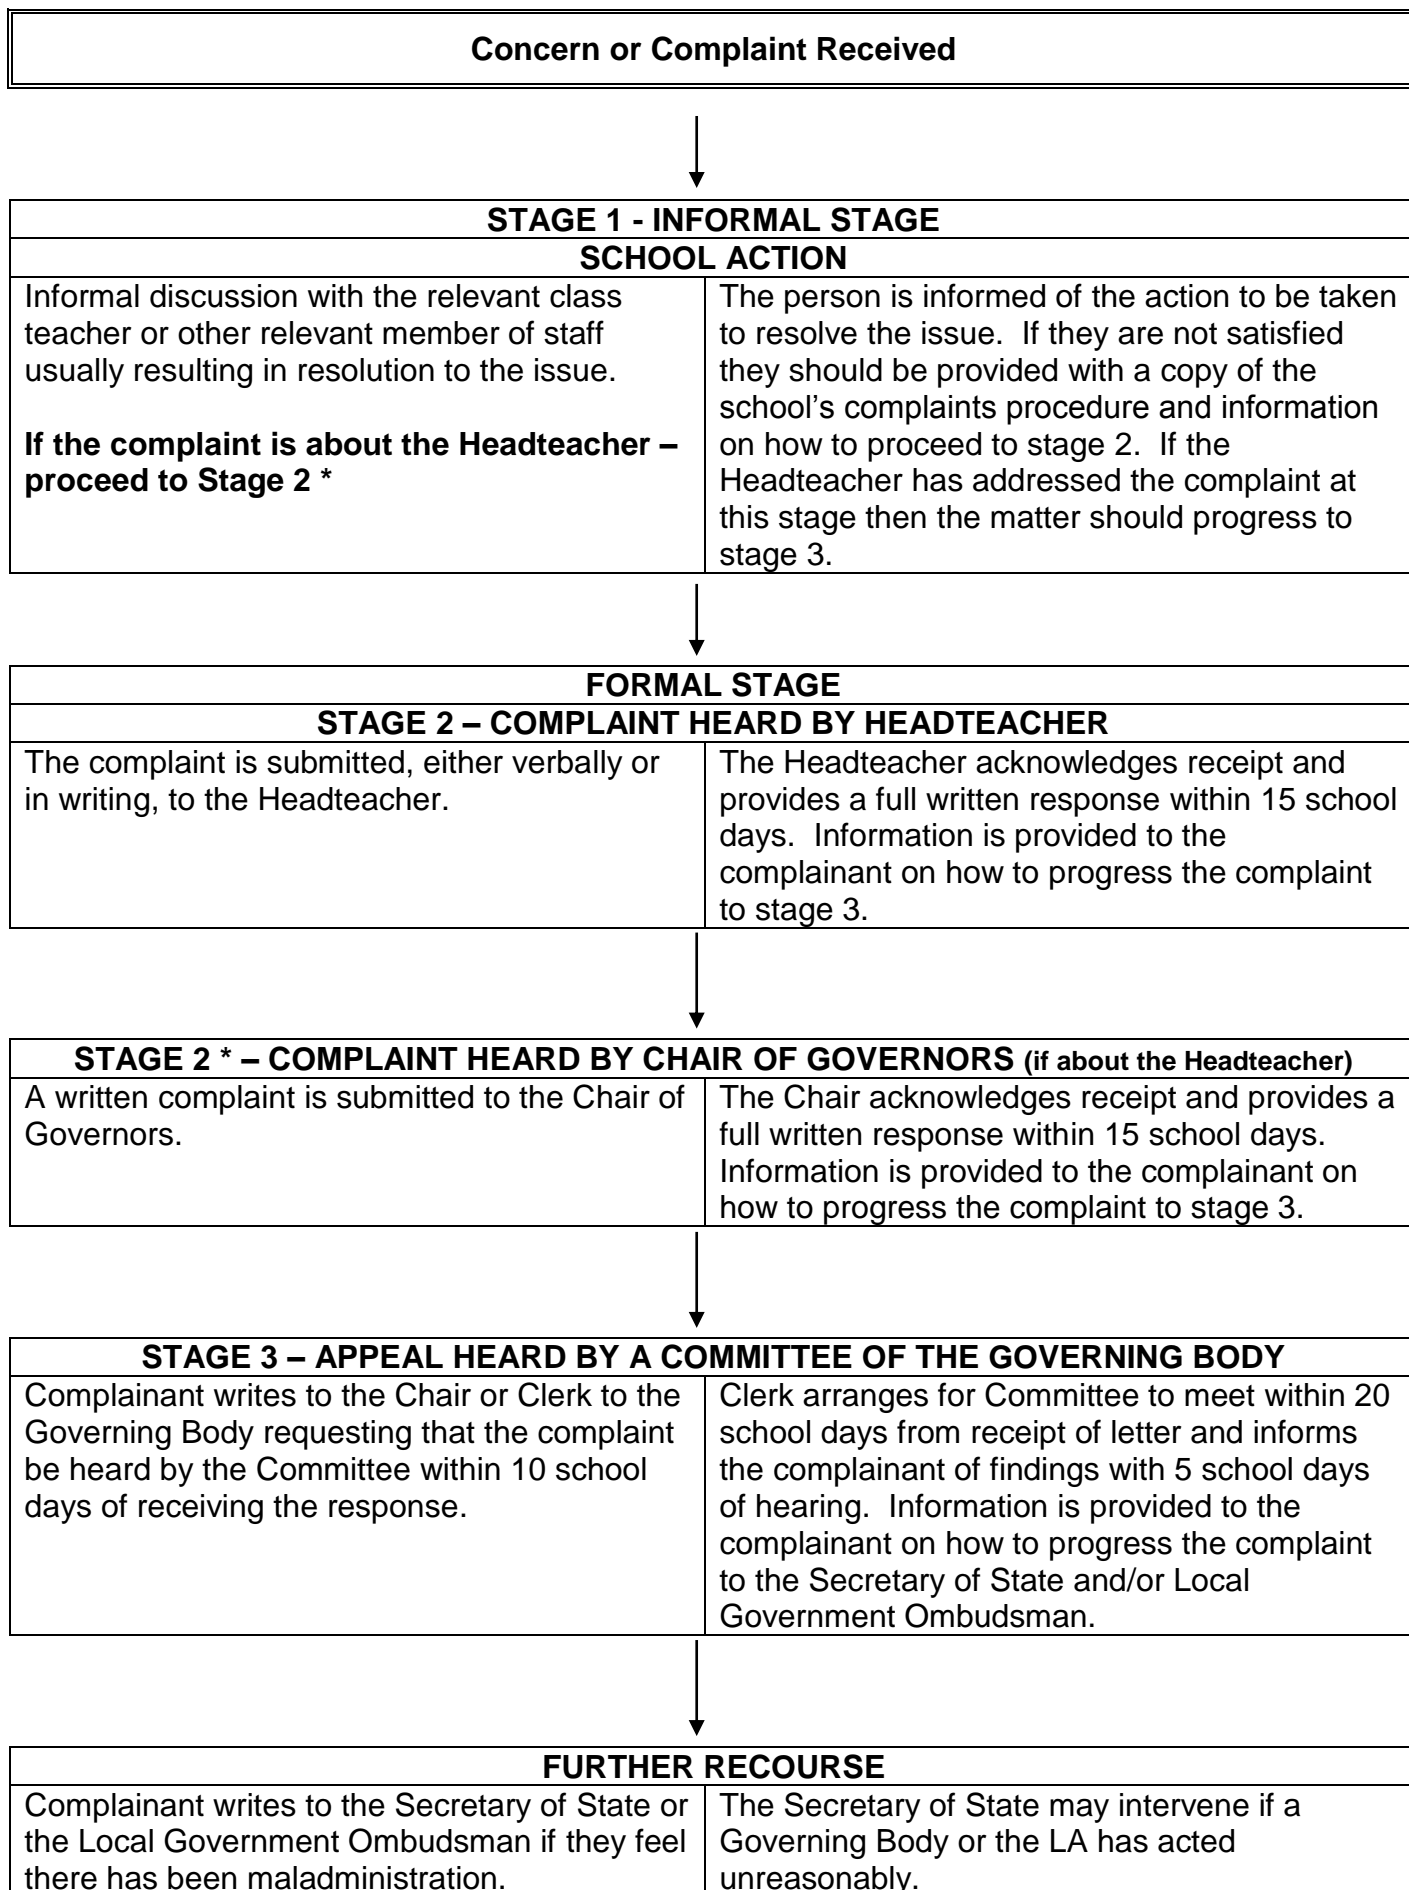 Concern or Complaint Received
STAGE 1 - INFORMAL STAGE
SCHOOL ACTION
Informal discussion with the relevant class
teacher or other relevant member of staff
usually resulting in resolution to the issue.
If the complaint is about the Headteacher –
proceed to Stage 2 *
The person is informed of the action to be taken
to resolve the issue.  If they are not satisfied
they should be provided with a copy of the
school’s complaints procedure and information
on how to proceed to stage 2.  If the
Headteacher has addressed the complaint at
this stage then the matter should progress to
stage 3.
FORMAL STAGE
STAGE 2 – COMPLAINT HEARD BY HEADTEACHER
The complaint is submitted, either verbally or
in writing, to the Headteacher.
The Headteacher acknowledges receipt and
provides a full written response within 15 school
days.  Information is provided to the
complainant on how to progress the complaint
to stage 3.
STAGE 2 * – COMPLAINT HEARD BY CHAIR OF GOVERNORS (if about the Headteacher)
A written complaint is submitted to the Chair of
Governors.
The Chair acknowledges receipt and provides a
full written response within 15 school days.
Information is provided to the complainant on
how to progress the complaint to stage 3.
STAGE 3 – APPEAL HEARD BY A COMMITTEE OF THE GOVERNING BODY
Complainant writes to the Chair or Clerk to the
Governing Body requesting that the complaint
be heard by the Committee within 10 school
days of receiving the response.
Clerk arranges for Committee to meet within 20
school days from receipt of letter and informs
the complainant of findings with 5 school days
of hearing.  Information is provided to the
complainant on how to progress the complaint
to the Secretary of State and/or Local
Government Ombudsman.
FURTHER RECOURSE
Complainant writes to the Secretary of State or
the Local Government Ombudsman if they feel
there has been maladministration.
The Secretary of State may intervene if a
Governing Body or the LA has acted
unreasonably.